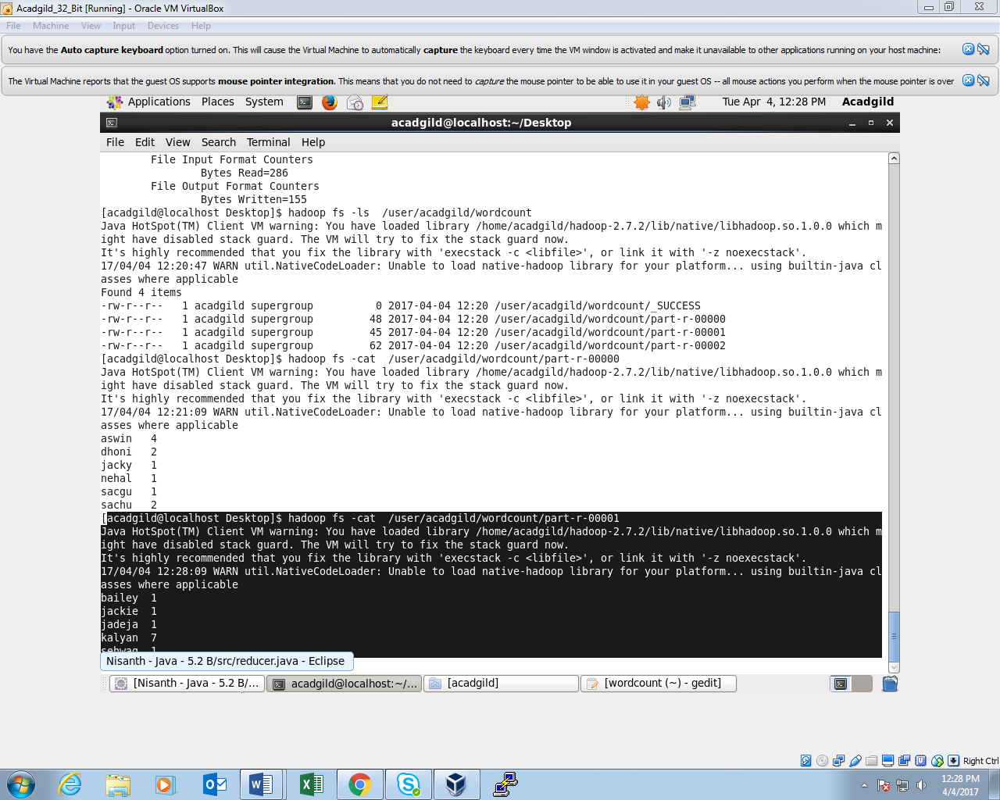 Acadgild_32_Bit [Running] - Oracle VM VirtualBox
File Machine View Input Devices Help
You have the Auto capture keyboard option turned on. This will cause the Virtual Machine to automatically capture the keyboard every time the VM window is activated and make it unavailable to other applications running on your host machine:
The Virtual Machine reports that the guest OS supports mouse pointer integration. This means that you do not need to capture the mouse pointer to be able to use it in your guest OS -- all mouse actions you perform when the mouse pointer is over
Applications Places System Tue Apr 4, 12:28 PM Acadgild
acadgild@localhost:~/Desktop
File Edit View Search Terminal Help
File Input Format Counters
Bytes Read=286
File Output Format Counters
Bytes Written=155
[acadgild@localhost Desktop]$ hadoop fs -ls  /user/acadgild/wordcount
Java HotSpot(TM) Client VM warning: You have loaded library /home/acadgild/hadoop-2.7.2/lib/native/libhadoop.so.1.0.0 which m
ight have disabled stack guard. The VM will try to fix the stack guard now.
It's highly recommended that you fix the library with 'execstack -c <libfile>', or link it with '-z noexecstack'.
17/04/04 12:20:47 WARN util.NativeCodeLoader: Unable to load native-hadoop library for your platform... using builtin-java cl
asses where applicable
Found 4 items
-rw-r--r--   1 acadgild supergroup          0 2017-04-04 12:20 /user/acadgild/wordcount/_SUCCESS
-rw-r--r--   1 acadgild supergroup         48 2017-04-04 12:20 /user/acadgild/wordcount/part-r-00000
-rw-r--r--   1 acadgild supergroup         45 2017-04-04 12:20 /user/acadgild/wordcount/part-r-00001
-rw-r--r--   1 acadgild supergroup         62 2017-04-04 12:20 /user/acadgild/wordcount/part-r-00002
[acadgild@localhost Desktop]$ hadoop fs -cat  /user/acadgild/wordcount/part-r-00000
Java HotSpot(TM) Client VM warning: You have loaded library /home/acadgild/hadoop-2.7.2/lib/native/libhadoop.so.1.0.0 which m
ight have disabled stack guard. The VM will try to fix the stack guard now.
It's highly recommended that you fix the library with 'execstack -c <libfile>', or link it with '-z noexecstack'.
17/04/04 12:21:09 WARN util.NativeCodeLoader: Unable to load native-hadoop library for your platform... using builtin-java cl
asses where applicable
aswin   4
dhoni   2
jacky   1
nehal   1
sacgu   1
sachu   2
[acadgild@localhost Desktop]$ hadoop fs -cat  /user/acadgild/wordcount/part-r-00001
Java HotSpot(TM) Client VM warning: You have loaded library /home/acadgild/hadoop-2.7.2/lib/native/libhadoop.so.1.0.0 which m
ight have disabled stack guard. The VM will try to fix the stack guard now.
It's highly recommended that you fix the library with 'execstack -c <libfile>', or link it with '-z noexecstack'.
17/04/04 12:28:09 WARN util.NativeCodeLoader: Unable to load native-hadoop library for your platform... using builtin-java cl
asses where applicable
bailey  1
jackie  1
jadeja  1
kalyan  7
sehwag  1
Nisanth - Java - 5.2 B/src/reducer.java - Eclipse
[Nisanth - Java - 5.2 B/... acadgild@localhost:~/... [acadgild] [wordcount (~) - gedit]
Right Ctrl
12:28 PM
4/4/2017